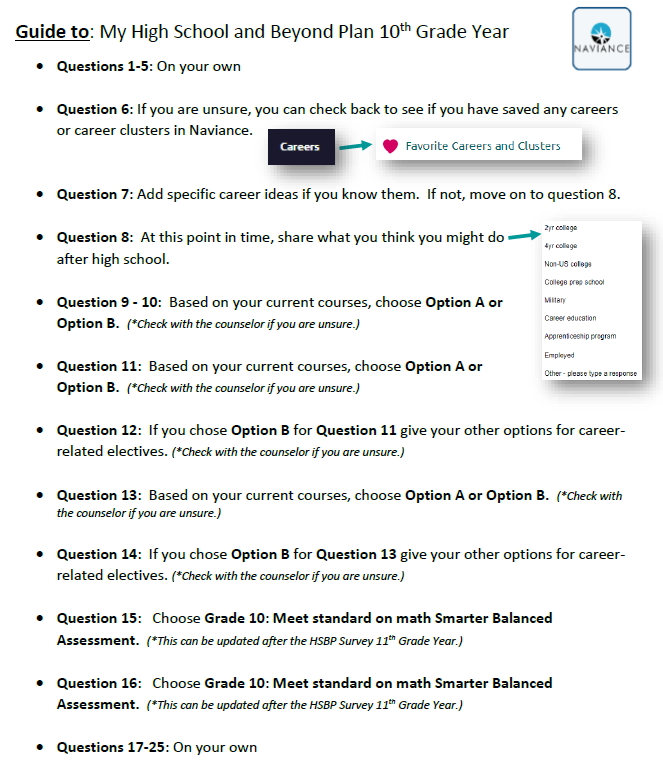 Guide to: My High School and Beyond Plan 10th Grade Year
NAVIANCE
• Questions 1-5: On your own
• Question 6: If you are unsure, you can check back to see if you have saved any careers
or career clusters in Naviance.
Careers
Favorite Careers and Clusters
• Question 7: Add specific career ideas if you know them. If not, move on to question 8.
• Question 8: At this point in time, share what you think you might do
after high school.
2yr college
4yr college
Non-US college
College prep school
Military
Career education
Apprenticeship program
Employed
Other - please type a response
• Question 9 - 10: Based on your current courses, choose Option A or
Option B. (*Check with the counselor if you are unsure.)
• Question 11: Based on your current courses, choose Option A or
Option B. (*Check with the counselor if you are unsure.)
• Question 12: If you chose Option B for Question 11 give your other options for career-
related electives. (*Check with the counselor if you are unsure.)
• Question 13: Based on your current courses, choose Option A or Option B. (*Check with
the counselor if you are unsure.)
• Question 14: If you chose Option B for Question 13 give your other options for career-
related electives. (*Check with the counselor if you are unsure.)
• Question 15: Choose Grade 10: Meet standard on math Smarter Balanced
Assessment. (*This can be updated after the HSBP Survey 11th Grade Year.)
• Question 16: Choose Grade 10: Meet standard on math Smarter Balanced
Assessment. (*This can be updated after the HSBP Survey 11th Grade Year.)
• Questions 17-25: On your own